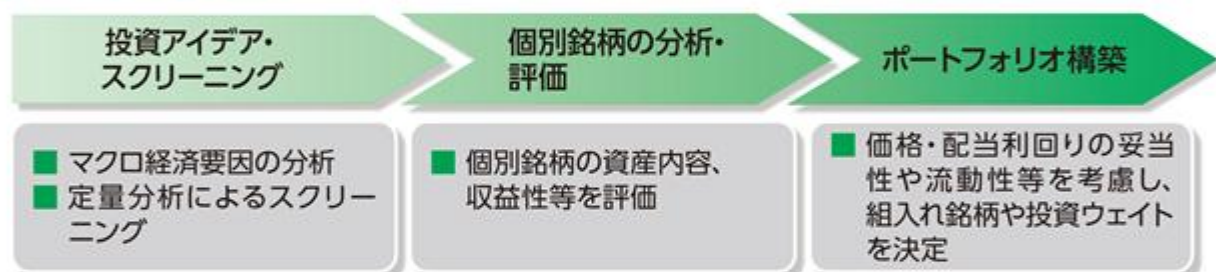 投資アイデア・
スクリーニング
個別銘柄の分析・
評価
ポートフォリオ構築
■ マクロ経済要因の分析
■ 定量分析によるスクリー
ニング
■ 個別銘柄の資産内容、
収益性等を評価
■ 価格・配当利回りの妥当
性や流動性等を考慮し、
組入れ銘柄や投資ウェイト
を決定